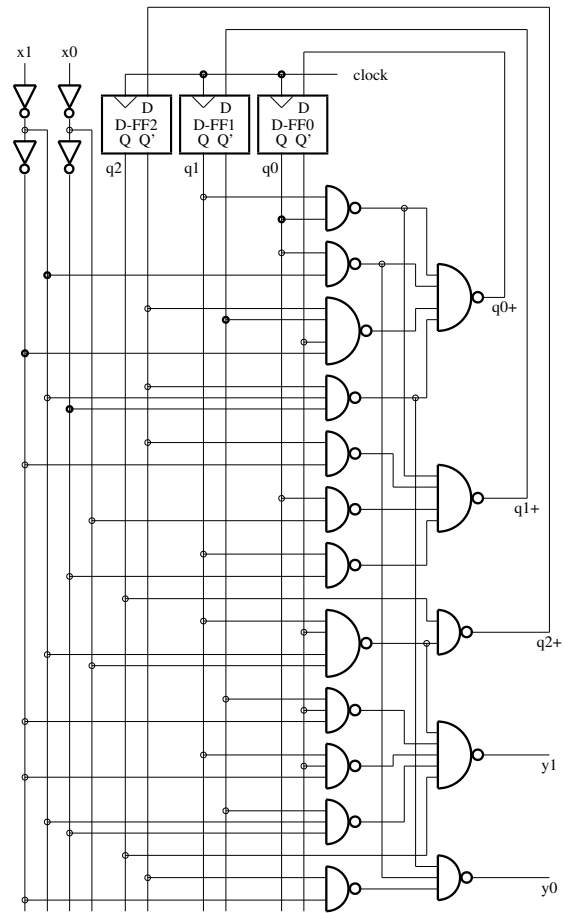 x1 x0
clock
D D D
D-FF2 D-FF1 D-FF0
Q Q' Q Q' Q Q'
q2 q1 q0
q0+
q1+
q2+
y1
y0